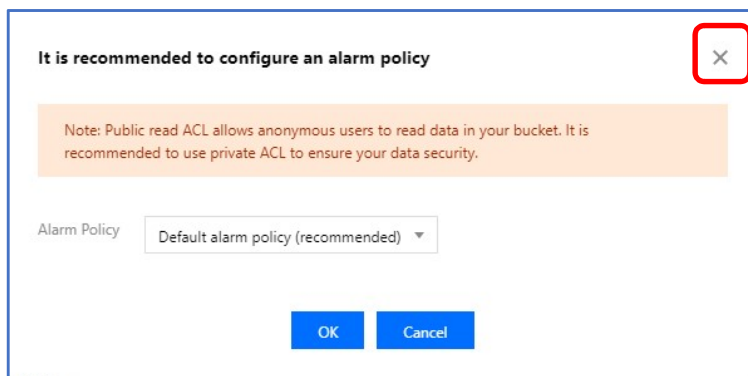 It is recommended to configure an alarm policy
Note: Public read ACL allows anonymous users to read data in your bucket. It is
recommended to use private ACL to ensure your data security.
Alarm Policy
Default alarm policy (recommended)
OK
Cancel